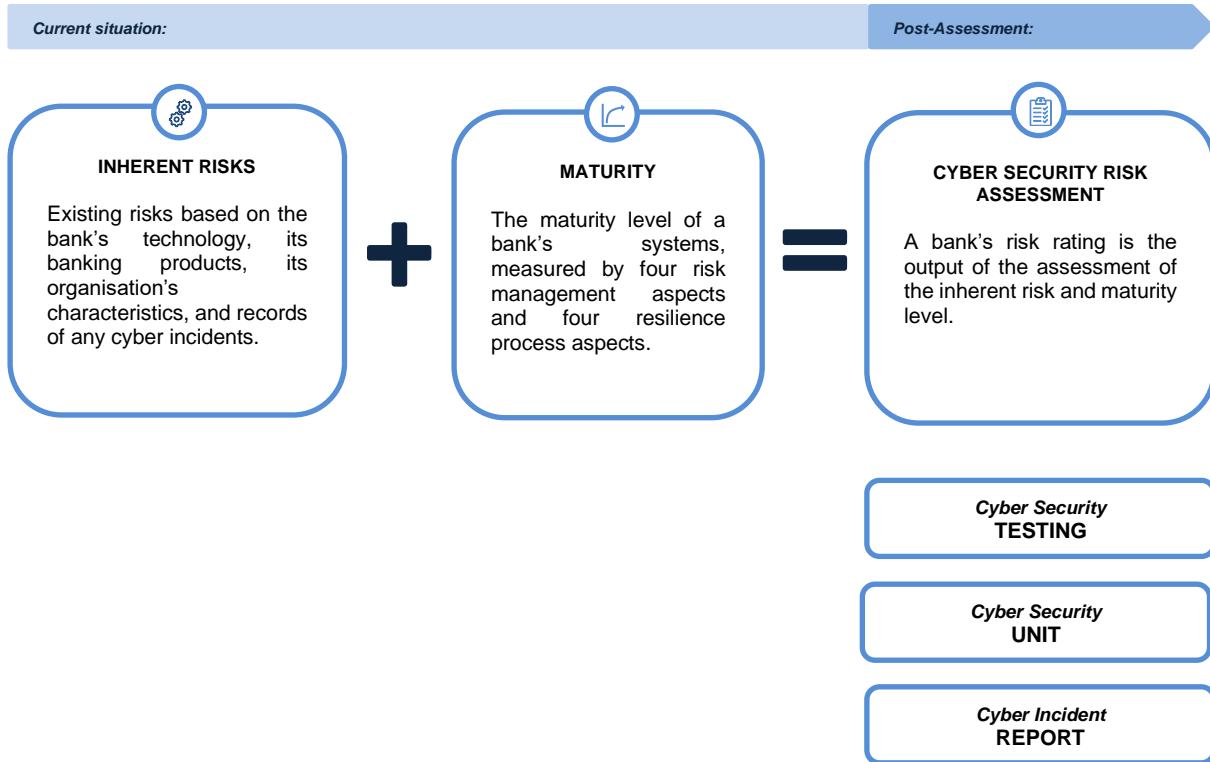 Current situation:
Post-Assessment:
INHERENT RISKS
Existing risks based on the
bank’s technology, its
banking products, its
organisation’s
characteristics, and records
of any cyber incidents.
MATURITY
The maturity level of a
bank’s systems,
measured by four risk
management aspects
and four resilience
process aspects.
CYBER SECURITY RISK
ASSESSMENT
A bank’s risk rating is the
output of the assessment of
the inherent risk and maturity
level.
Cyber Security
TESTING
Cyber Security
UNIT
Cyber Incident
REPORT